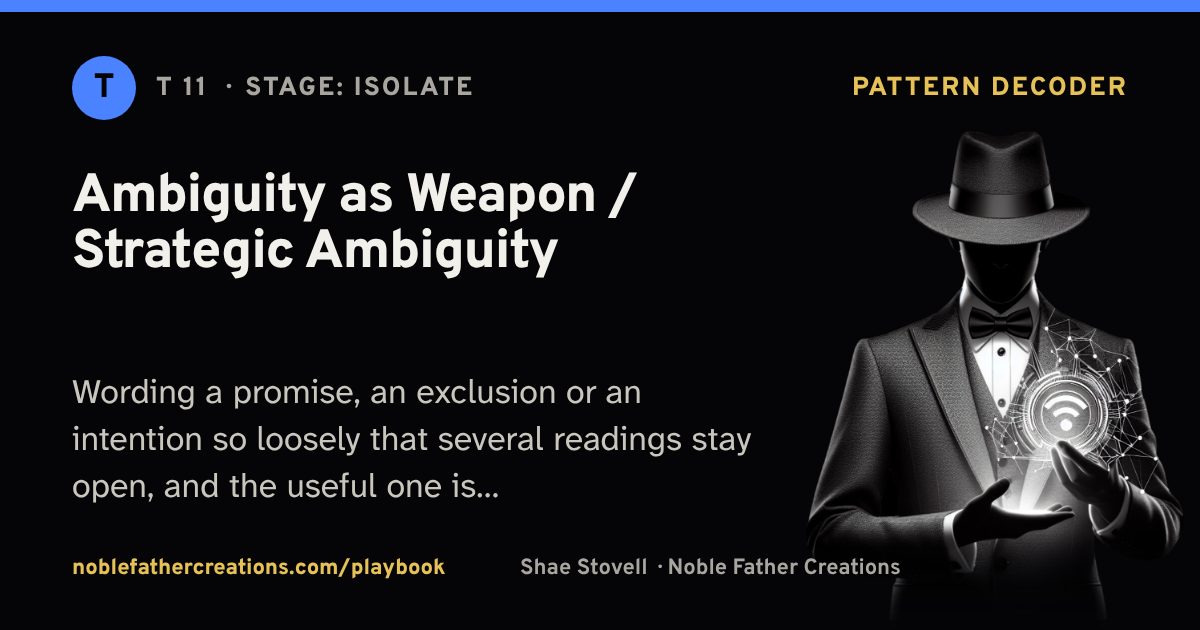 T
T 11 · STAGE: ISOLATE
PATTERN DECODER
Ambiguity as Weapon /
Strategic Ambiguity
Wording a promise, an exclusion or an
intention so loosely that several readings stay
open, and the useful one is...
noblefathercreations.com/playbook
Shae Stovell · Noble Father Creations